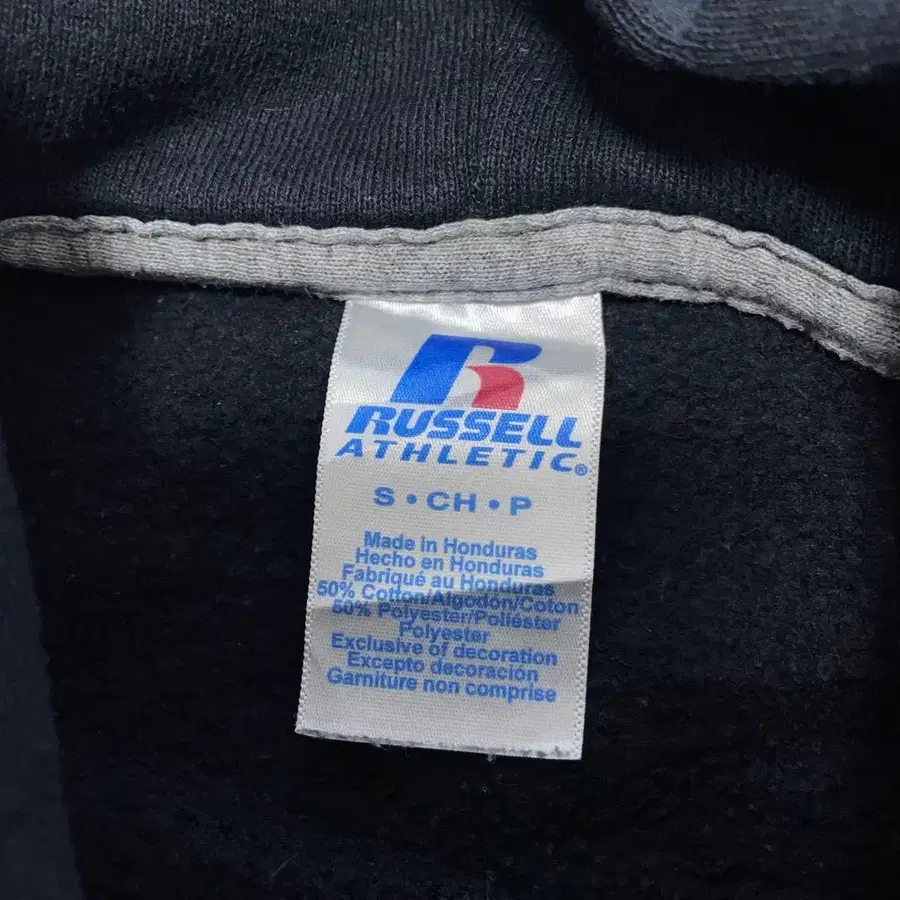 RUSSELL
ATHLETIC®
S • CH • P
Made in Honduras
Hecho en Honduras
Fabriqué au Honduras
50% Cotton/Algodón/Coton
50% Polyester/Poliéster
Polyester
Exclusive of decoration
Excepto decoración
Garniture non comprise